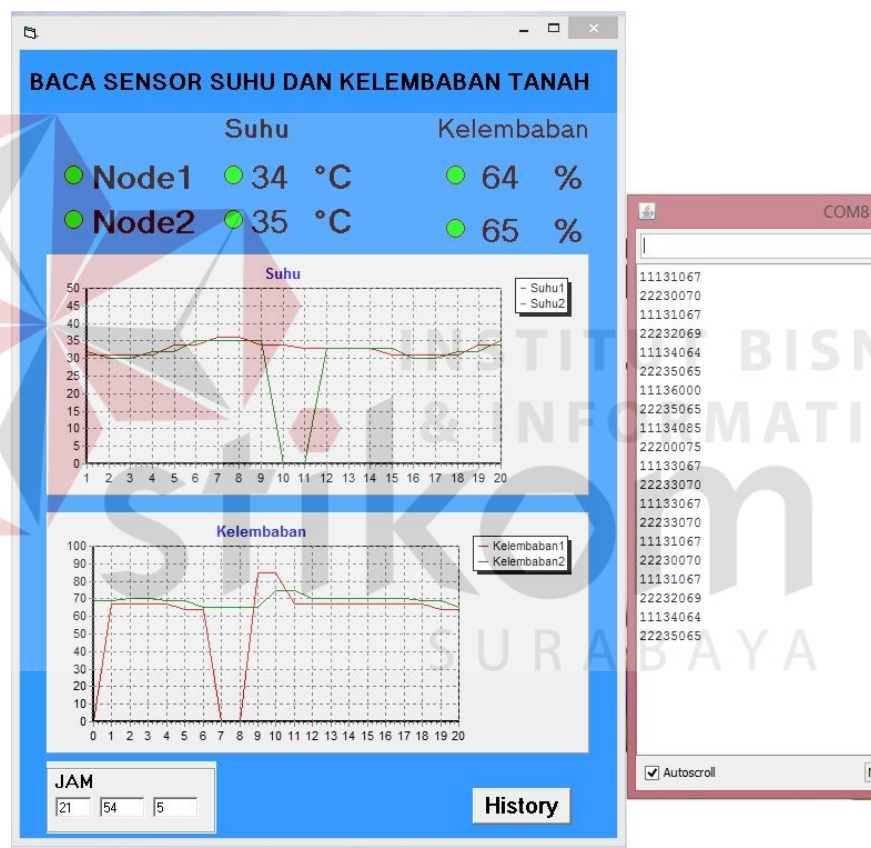 BACA SENSOR SUHU DAN KELEMBABAN TANAH
Suhu Kelembaban
Node1 34 °C 64 %
Node2 35 °C 65 %
Suhu
Suhu1
Suhu2
50
45
40
35
30
25
20
15
10
5
0
1 2 3 4 5 6 7 8 9 10 11 12 13 14 15 16 17 18 19 20
Kelembaban
Kelembaban1
Kelembaban2
100
90
80
70
60
50
40
30
20
10
0
0 1 2 3 4 5 6 7 8 9 10 11 12 13 14 15 16 17 18 19 20
JAM
21 54 5
History
COM8
11131067
22230070
11131067
22232069
11134064
22235065
11136000
22235065
11134085
22200075
11133067
22233070
11133067
22233070
11131067
22230070
11131067
22232069
11134064
22235065
Autoscroll
INSTITUT BISN
& INFORMATI
stikom
SURABAYA